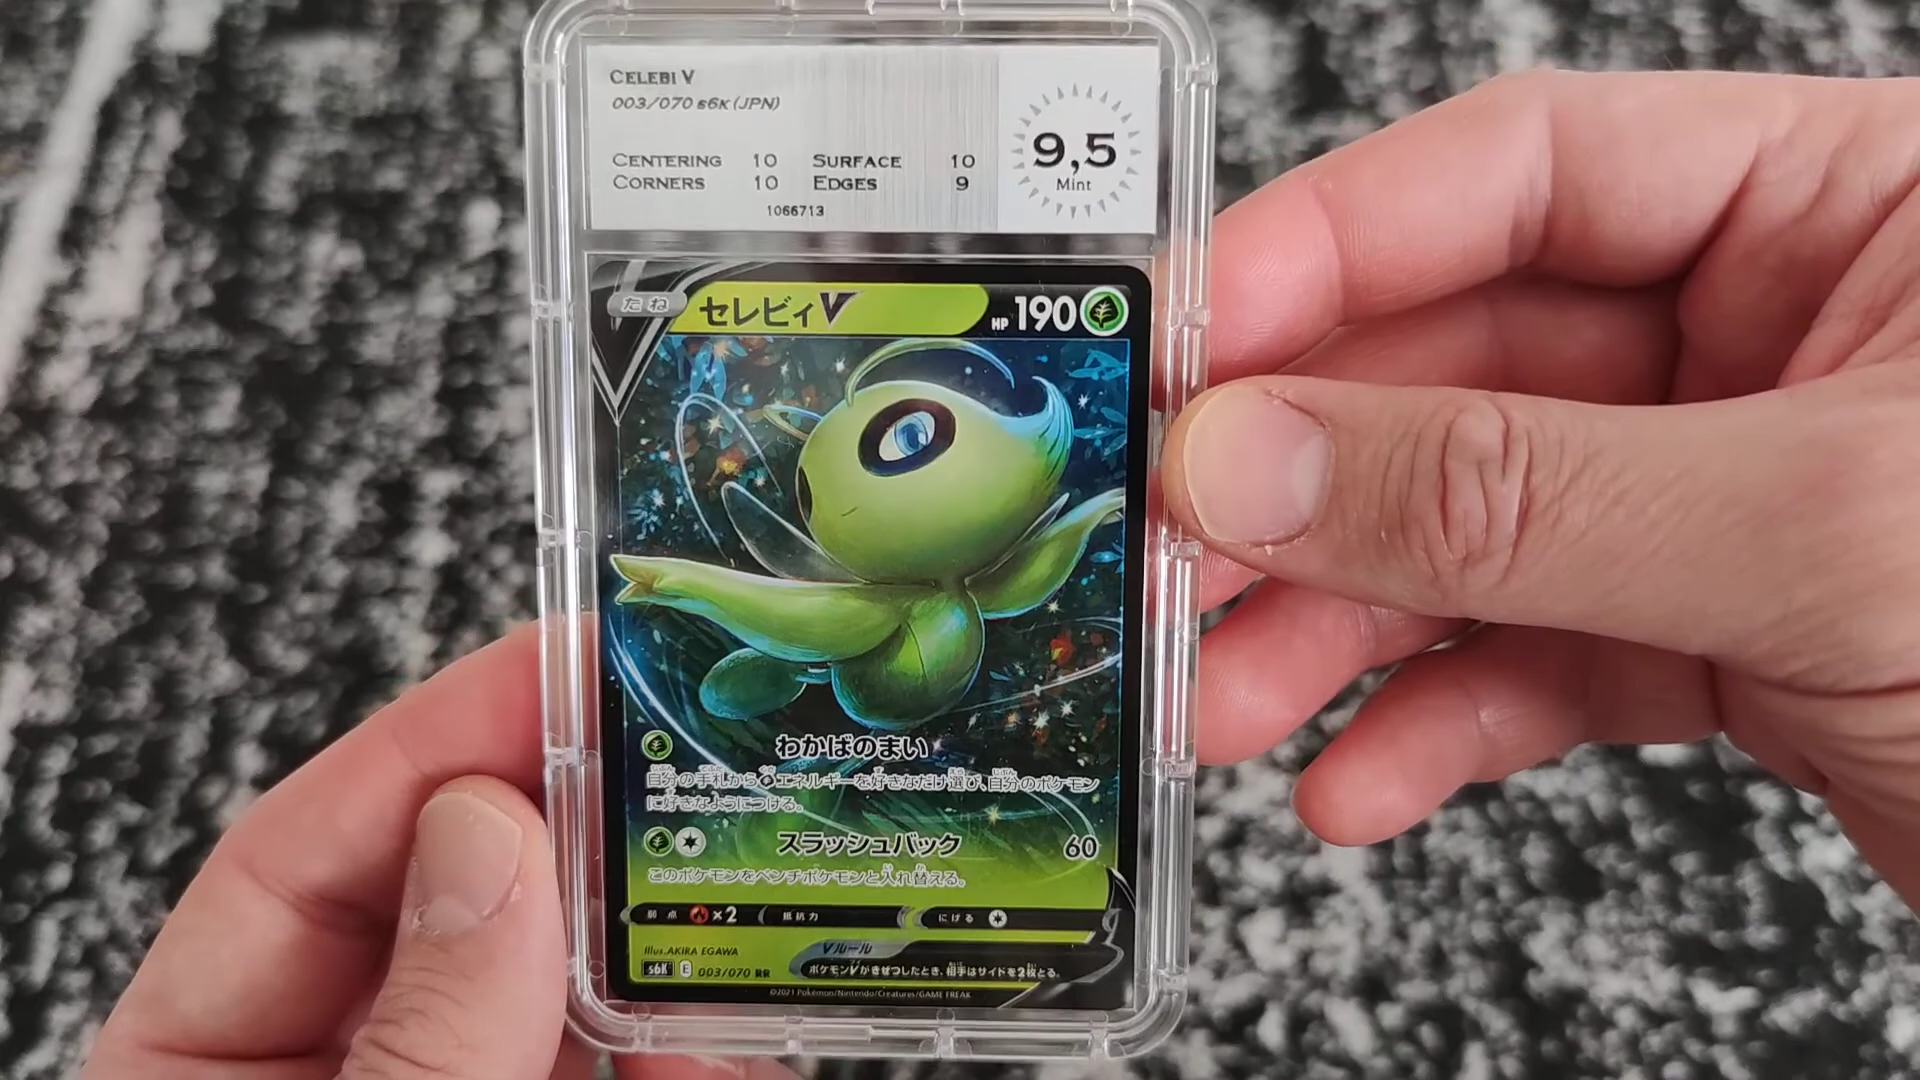 CELEBI V
003/070 s6K (JPN)
CENTERING 10 SURFACE 10
CORNERS 10 EDGES 9
1066713
9,5
Mint
たね セレビィV HP 190
わかばのまい
自分の手札からエネルギーを好きなだけ選び、自分のポケモン
に好きなようにつける。
スラッシュバック 60
このポケモンをベンチポケモンと入れ替える。
弱点 ×2 抵抗力 にげる
Illus. AKIRA EGAWA
Vルール
s6K E 003/070 RR
ポケモンVがきぜつしたとき、相手はサイドを2枚とる。
©2021 Pokémon/Nintendo/Creatures/GAME FREAK